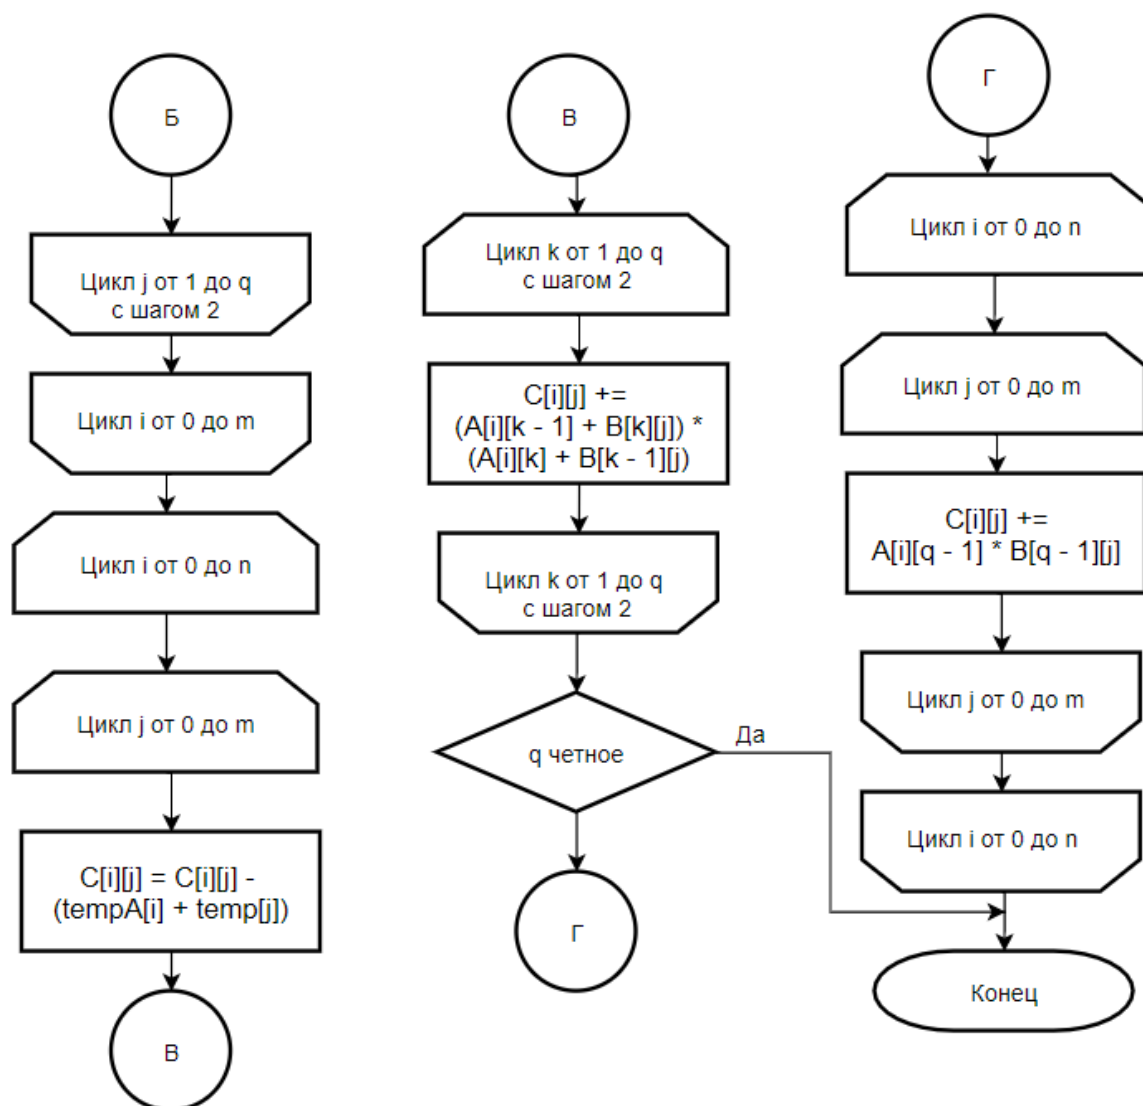 Б
Цикл j от 1 до q
с шагом 2
Цикл i от 0 до m
Цикл i от 0 до n
Цикл j от 0 до m
C[i][j] = C[i][j] -
(tempA[i] + temp[j])
В
В
Цикл k от 1 до q
с шагом 2
C[i][j] +=
(A[i][k - 1] + B[k][j]) *
(A[i][k] + B[k - 1][j)
Цикл k от 1 до q
с шагом 2
q четное
Да
Г
Г
Цикл i от 0 до n
Цикл j от 0 до m
C[i][j] +=
A[i][q - 1] * B[q - 1][j]
Цикл j от 0 до m
Цикл i от 0 до n
Конец